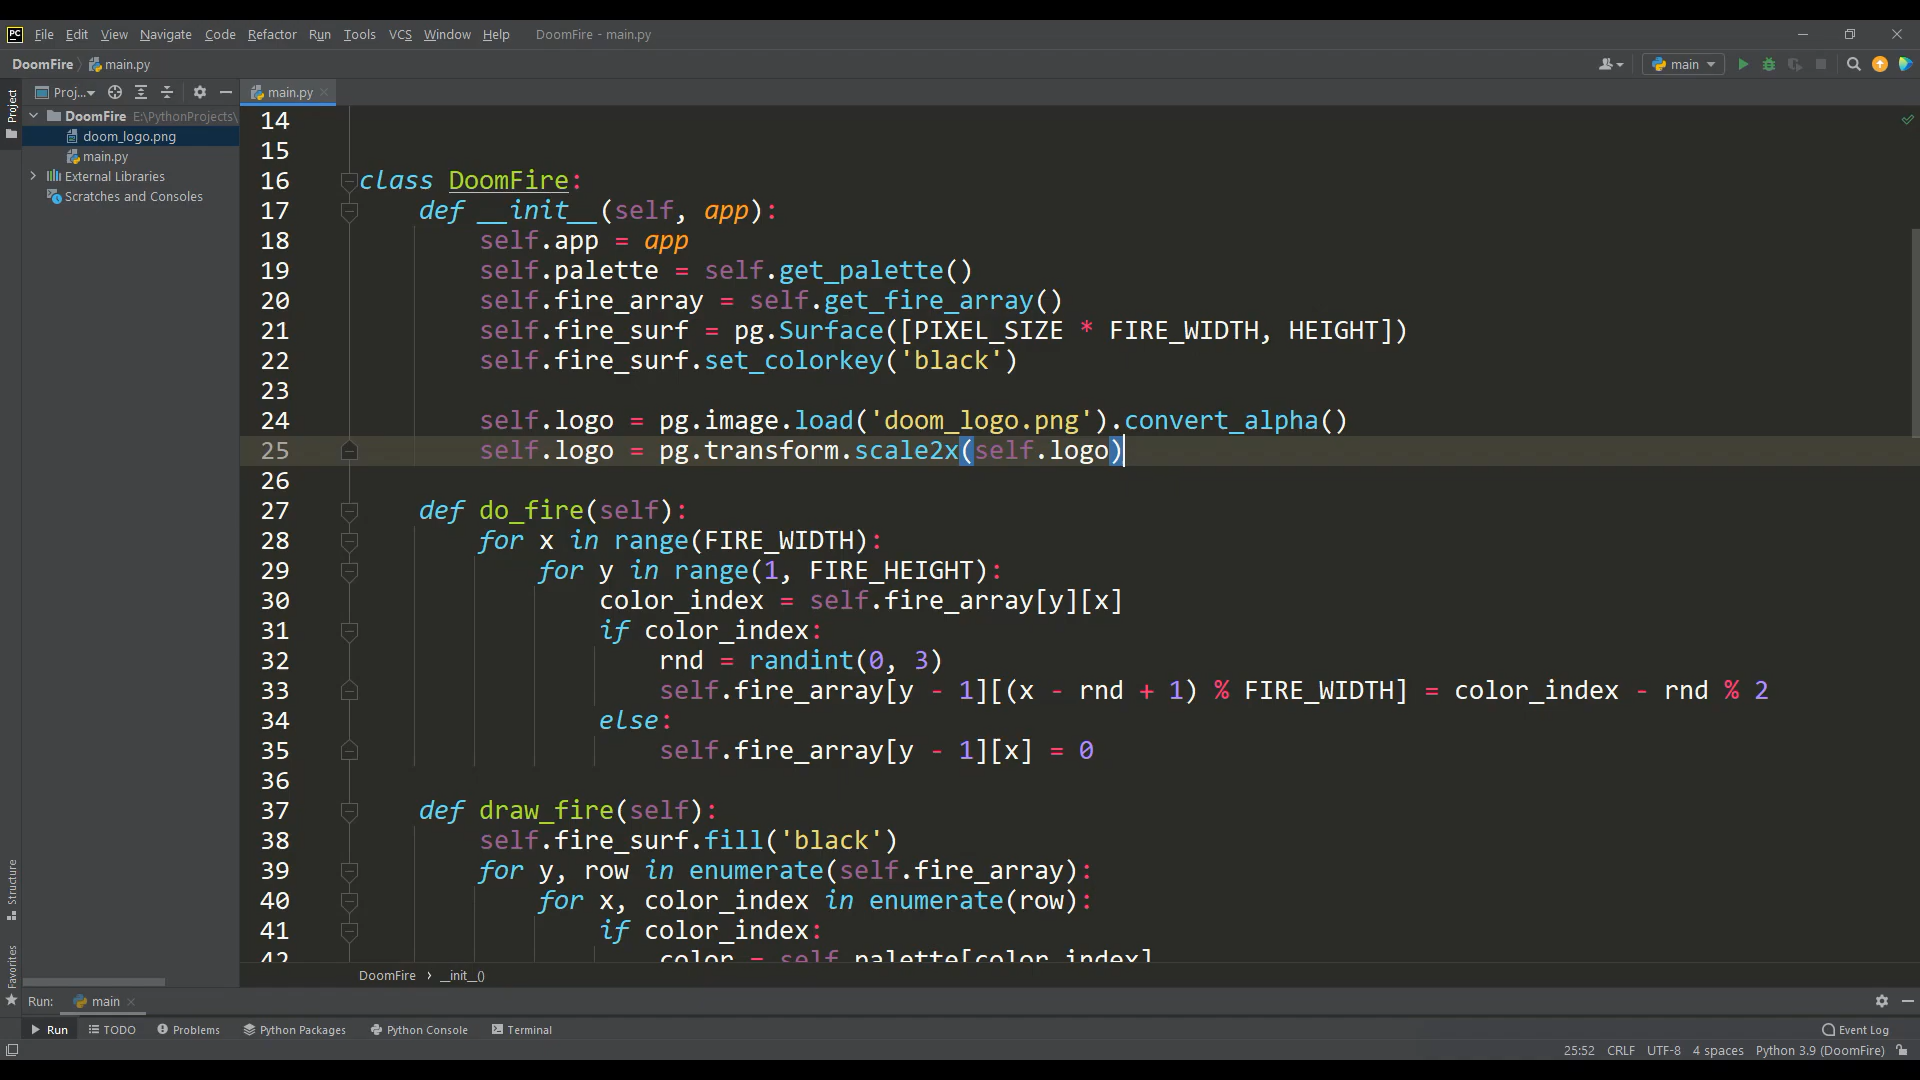 PC File Edit View Navigate Code Refactor Run Tools VCS Window Help DoomFire - main.py
DoomFire main.py main
Project Proj... main.py
DoomFire E:\PythonProjects\
doom_logo.png
main.py
External Libraries
Scratches and Consoles
14
15
16 class DoomFire:
17 def __init__(self, app):
18 self.app = app
19 self.palette = self.get_palette()
20 self.fire_array = self.get_fire_array()
21 self.fire_surf = pg.Surface([PIXEL_SIZE * FIRE_WIDTH, HEIGHT])
22 self.fire_surf.set_colorkey('black')
23
24 self.logo = pg.image.load('doom_logo.png').convert_alpha()
25 self.logo = pg.transform.scale2x(self.logo)
26
27 def do_fire(self):
28 for x in range(FIRE_WIDTH):
29 for y in range(1, FIRE_HEIGHT):
30 color_index = self.fire_array[y][x]
31 if color_index:
32 rnd = randint(0, 3)
33 self.fire_array[y - 1][(x - rnd + 1) % FIRE_WIDTH] = color_index - rnd % 2
34 else:
35 self.fire_array[y - 1][x] = 0
36
37 def draw_fire(self):
38 self.fire_surf.fill('black')
39 for y, row in enumerate(self.fire_array):
40 for x, color_index in enumerate(row):
41 if color_index:
42 color = self.palette[color_index]
Structure
Favorites
DoomFire __init__()
Run: main
Run TODO Problems Python Packages Python Console Terminal Event Log
25:52 CRLF UTF-8 4 spaces Python 3.9 (DoomFire)